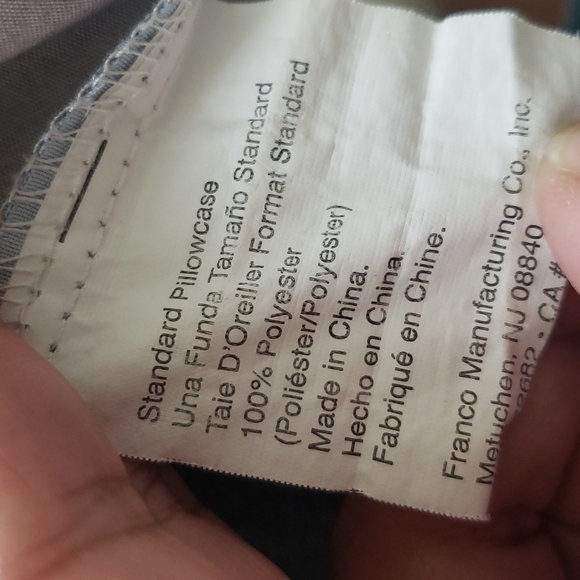 Standard Pillowcase
Una Funda Tamaño Standard
Taie D'Oreiller Format Standard
100% Polyester
(Poliéster/Polyester)
Made in China.
Hecho en China.
Fabriqué en Chine.
Franco Manufacturing Co., Inc.
Metuchen, NJ 08840
CA #